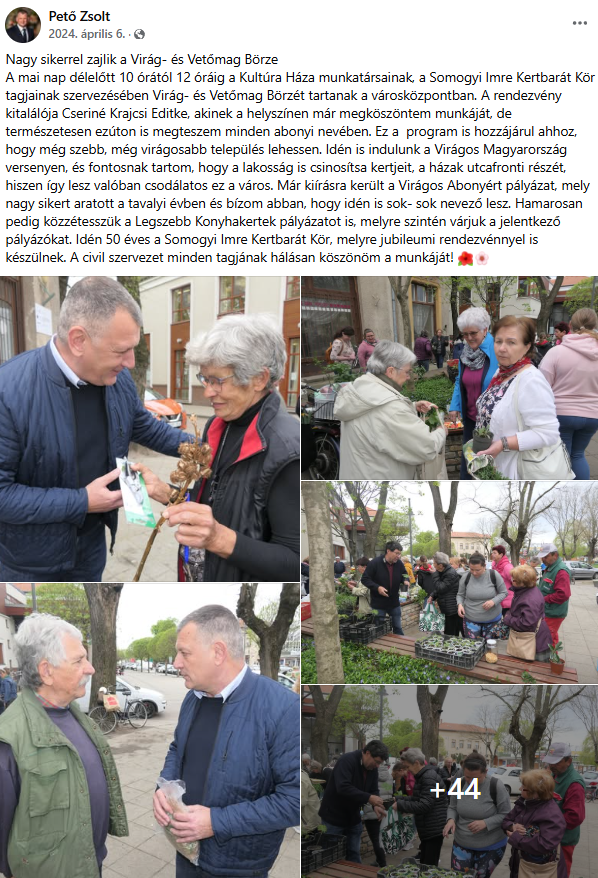 Pető Zsolt
2024. április 6. ·
Nagy sikerrel zajlik a Virág- és Vetőmag Börze
A mai nap délelőtt 10 órától 12 óráig a Kultúra Háza munkatársainak, a Somogyi Imre Kertbarát Kör
tagjainak szervezésében Virág- és Vetőmag Börzét tartanak a városközpontban. A rendezvény
kitalálója Cseriné Krajcsi Editke, akinek a helyszínen már megköszöntem munkáját, de
természetesen ezúton is megteszem minden abonyi nevében. Ez a  program is hozzájárul ahhoz,
hogy még szebb, még virágosabb település lehessen. Idén is indulunk a Virágos Magyarország
versenyen, és fontosnak tartom, hogy a lakosság is csinosítsa kertjeit, a házak utcafronti részét,
hiszen így lesz valóban csodálatos ez a város. Már kiírásra került a Virágos Abonyért pályázat, mely
nagy sikert aratott a tavalyi évben és bízom abban, hogy idén is sok- sok nevező lesz. Hamarosan
pedig közzétesszük a Legszebb Konyhakertek pályázatot is, melyre szintén várjuk a jelentkező
pályázókat. Idén 50 éves a Somogyi Imre Kertbarát Kör, melyre jubileumi rendezvénnyel is
készülnek. A civil szervezet minden tagjának hálásan köszönöm a munkáját! 🌺🌸
+44